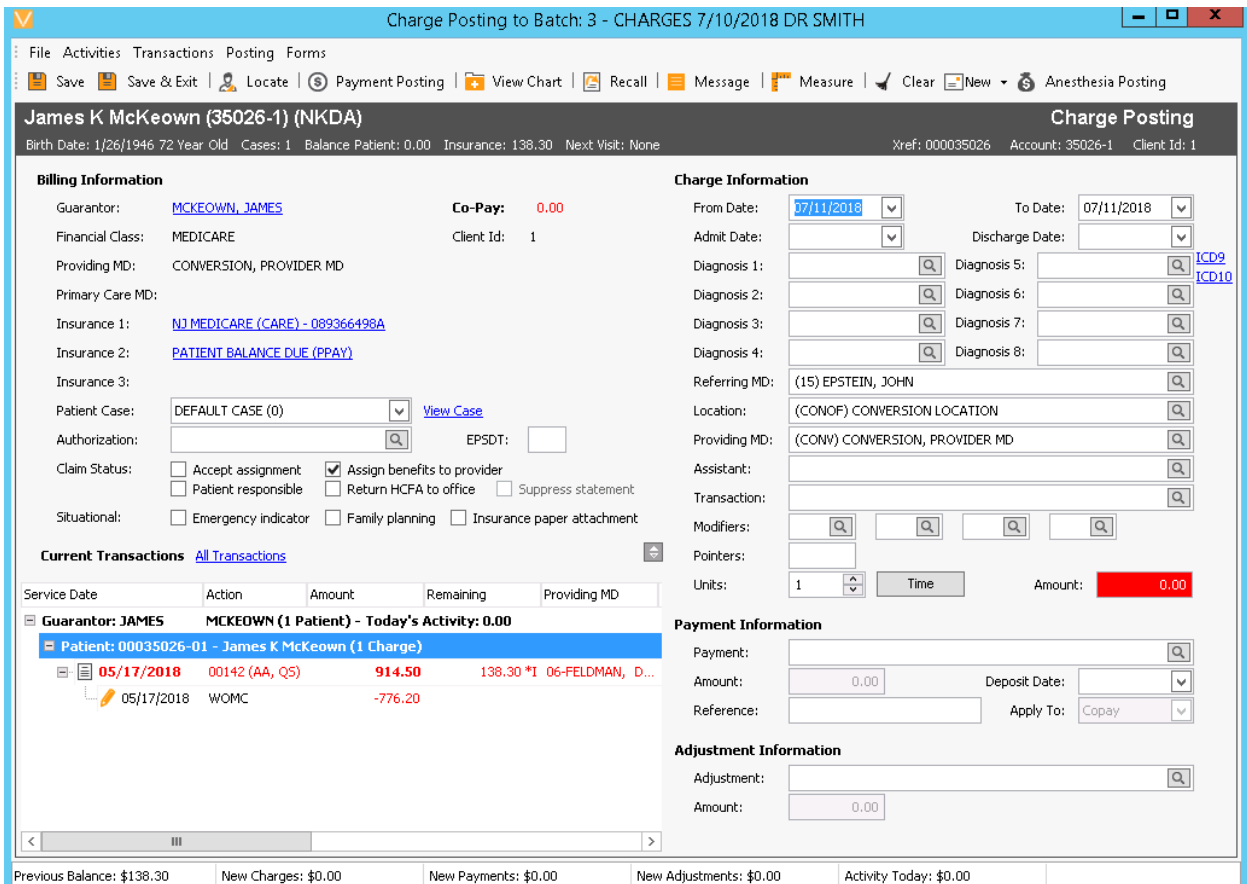 Charge Posting to Batch: 3 - CHARGES 7/10/2018 DR SMITH
File Activities Transactions Posting Forms
Save Save & Exit Locate Payment Posting View Chart Recall Message Measure Clear New Anesthesia Posting
James K McKeown (35026-1) (NKDA) Charge Posting
Birth Date: 1/26/1946 72 Year Old Cases: 1 Balance Patient: 0.00 Insurance: 138.30 Next Visit: None Xref: 000035026 Account: 35026-1 Client Id: 1
Billing Information
Guarantor: MCKEOWN, JAMES Co-Pay: 0.00
Financial Class: MEDICARE Client Id: 1
Providing MD: CONVERSION, PROVIDER MD
Primary Care MD:
Insurance 1: NJ MEDICARE (CARE) - 089366498A
Insurance 2: PATIENT BALANCE DUE (PPAY)
Insurance 3:
Patient Case: DEFAULT CASE (0) View Case
Authorization: EPSDT:
Claim Status: Accept assignment Assign benefits to provider
Patient responsible Return HCFA to office Suppress statement
Situational: Emergency indicator Family planning Insurance paper attachment
Current Transactions All Transactions
Service Date Action Amount Remaining Providing MD
Guarantor: JAMES MCKEOWN (1 Patient) - Today's Activity: 0.00
Patient: 00035026-01 - James K McKeown (1 Charge)
05/17/2018 00142 (AA, QS) 914.50 138.30 *I 06-FELDMAN, D...
05/17/2018 WOMC -776.20
Charge Information
From Date: 07/11/2018 To Date: 07/11/2018
Admit Date: Discharge Date:
Diagnosis 1: Diagnosis 5: ICD9
ICD10
Diagnosis 2: Diagnosis 6:
Diagnosis 3: Diagnosis 7:
Diagnosis 4: Diagnosis 8:
Referring MD: (15) EPSTEIN, JOHN
Location: (CONOF) CONVERSION LOCATION
Providing MD: (CONV) CONVERSION, PROVIDER MD
Assistant:
Transaction:
Modifiers:
Pointers:
Units: 1 Time Amount: 0.00
Payment Information
Payment:
Amount: 0.00 Deposit Date:
Reference: Apply To: Copay
Adjustment Information
Adjustment:
Amount: 0.00
Previous Balance: $138.30 New Charges: $0.00 New Payments: $0.00 New Adjustments: $0.00 Activity Today: $0.00